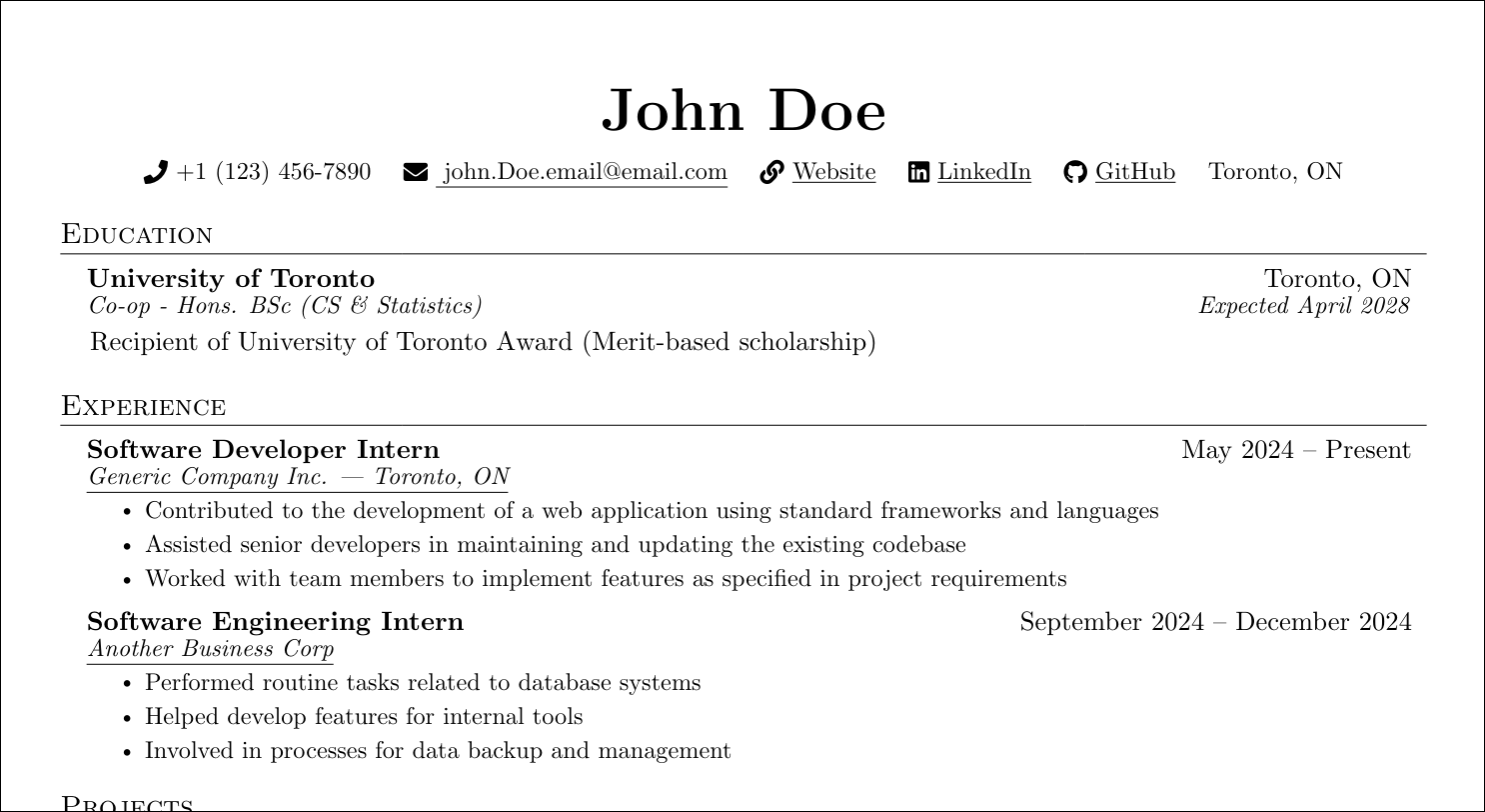 John Doe
+1 (123) 456-7890 john.Doe.email@email.com Website LinkedIn GitHub Toronto, ON
Education
University of Toronto Toronto, ON
Co-op - Hons. BSc (CS & Statistics) Expected April 2028
Recipient of University of Toronto Award (Merit-based scholarship)
Experience
Software Developer Intern May 2024 – Present
Generic Company Inc. — Toronto, ON
• Contributed to the development of a web application using standard frameworks and languages
• Assisted senior developers in maintaining and updating the existing codebase
• Worked with team members to implement features as specified in project requirements
Software Engineering Intern September 2024 – December 2024
Another Business Corp
• Performed routine tasks related to database systems
• Helped develop features for internal tools
• Involved in processes for data backup and management
Projects